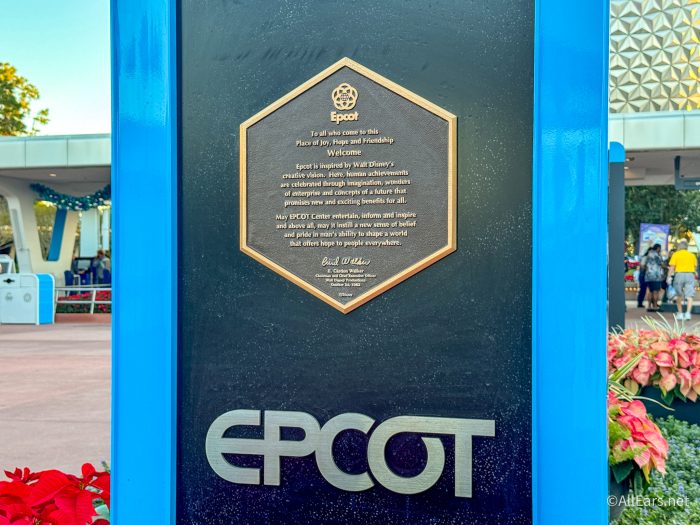 Epcot
To all who come to this
Place of Joy, Hope and Friendship
Welcome
Epcot is inspired by Walt Disney's
creative vision. Here, human achievements
are celebrated through imagination, wonders
of enterprise and concepts of a future that
promises new and exciting benefits for all.
May EPCOT Center entertain, inform and inspire
and above all, may it instill a new sense of belief
and pride in man's ability to shape a world
that offers hope to people everywhere.
E. Cardon Walker
Chairman and Chief Executive Officer
Walt Disney Productions
October 24, 1982
EPCOT
©AllEars.net